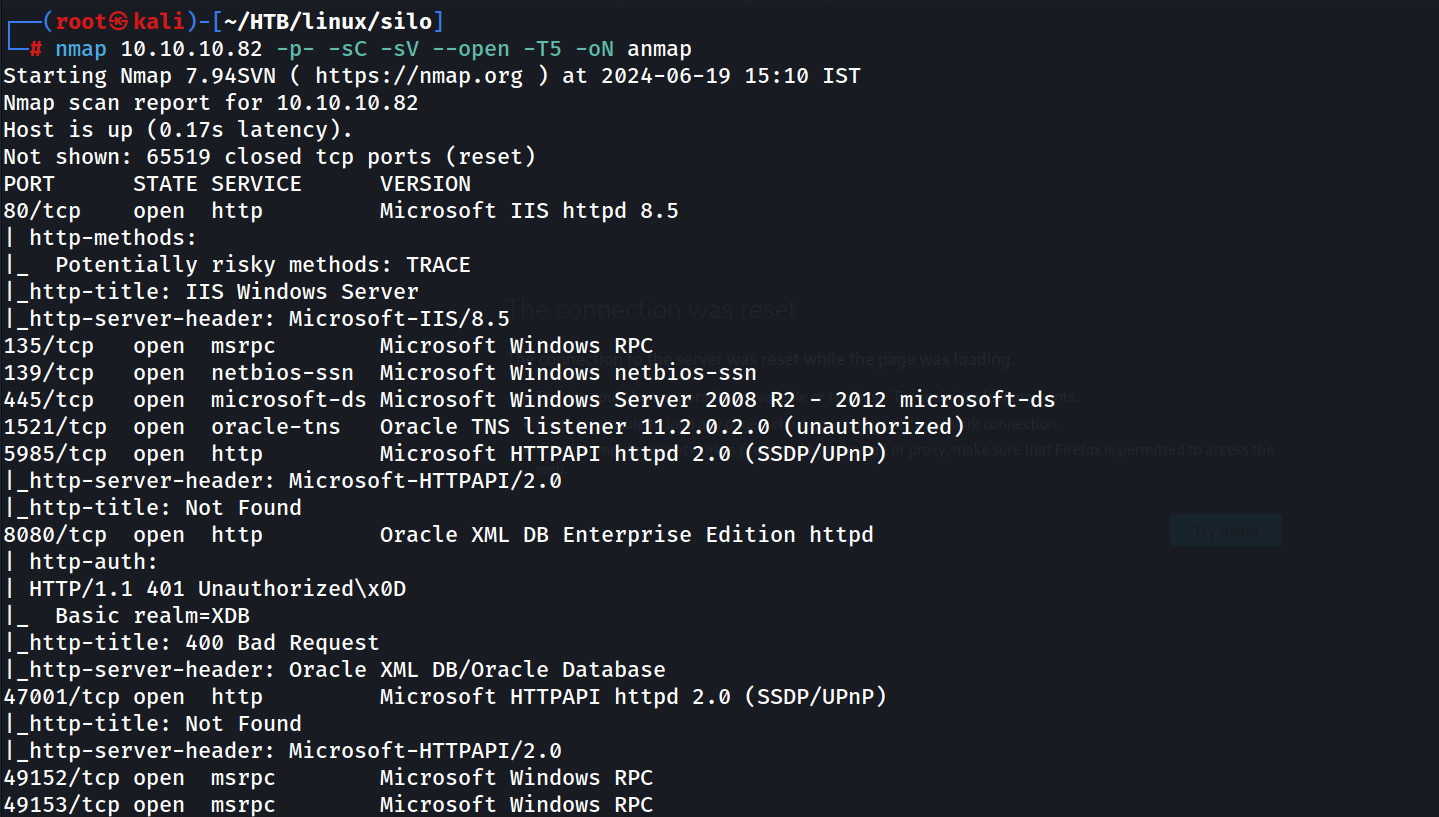 ┌──(root㉿kali)-[~/HTB/linux/silo]
└─# nmap 10.10.10.82 -p- -sC -sV --open -T5 -oN anmap
Starting Nmap 7.94SVN ( https://nmap.org ) at 2024-06-19 15:10 IST
Nmap scan report for 10.10.10.82
Host is up (0.17s latency).
Not shown: 65519 closed tcp ports (reset)
PORT      STATE SERVICE      VERSION
80/tcp    open  http         Microsoft IIS httpd 8.5
| http-methods:
|_  Potentially risky methods: TRACE
|_http-title: IIS Windows Server
The connection was reset
|_http-server-header: Microsoft-IIS/8.5
135/tcp   open  msrpc        Microsoft Windows RPC
The connection to the server was reset while the page was loading.
139/tcp   open  netbios-ssn  Microsoft Windows netbios-ssn
445/tcp   open  microsoft-ds Microsoft Windows Server 2008 R2 - 2012 microsoft-ds
1521/tcp  open  oracle-tns   Oracle TNS listener 11.2.0.2.0 (unauthorized)
5985/tcp  open  http         Microsoft HTTPAPI httpd 2.0 (SSDP/UPnP)
or proxy, make sure that Firefox is permitted to access the
web.
|_http-server-header: Microsoft-HTTPAPI/2.0
|_http-title: Not Found
8080/tcp  open  http         Oracle XML DB Enterprise Edition httpd
Try Again
| http-auth:
| HTTP/1.1 401 Unauthorized\x0D
|_  Basic realm=XDB
|_http-title: 400 Bad Request
|_http-server-header: Oracle XML DB/Oracle Database
47001/tcp open  http         Microsoft HTTPAPI httpd 2.0 (SSDP/UPnP)
|_http-title: Not Found
|_http-server-header: Microsoft-HTTPAPI/2.0
49152/tcp open  msrpc        Microsoft Windows RPC
49153/tcp open  msrpc        Microsoft Windows RPC